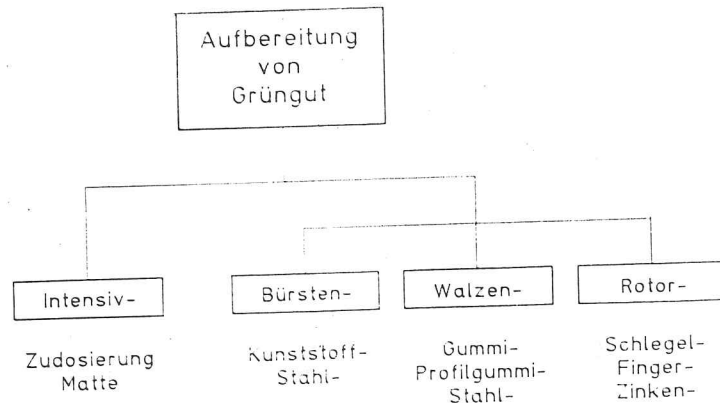 Aufbereitung
von
Grüngut
Intensiv-
Zudosierung
Matte
Bürsten-
Kunststoff-
Stahl-
Walzen-
Gummi-
Profilgummi-
Stahl-
Rotor-
Schlegel-
Finger-
Zinken-